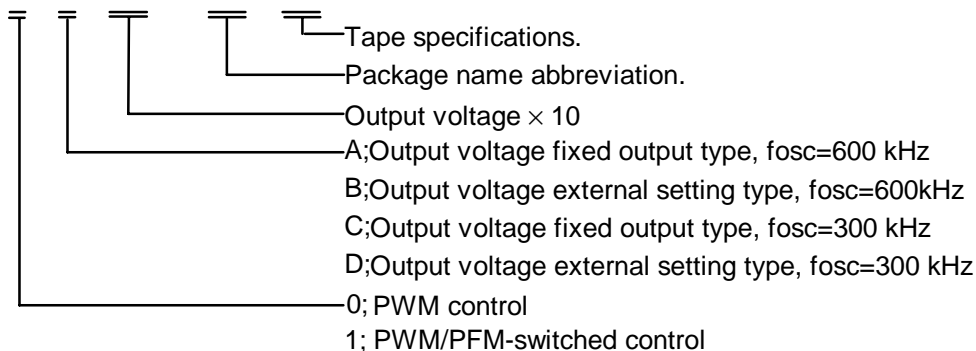 Tape specifications.
Package name abbreviation.
Output voltage × 10
A;Output voltage fixed output type, fosc=600 kHz
B;Output voltage external setting type, fosc=600kHz
C;Output voltage fixed output type, fosc=300 kHz
D;Output voltage external setting type, fosc=300 kHz
0; PWM control
1; PWM/PFM-switched control